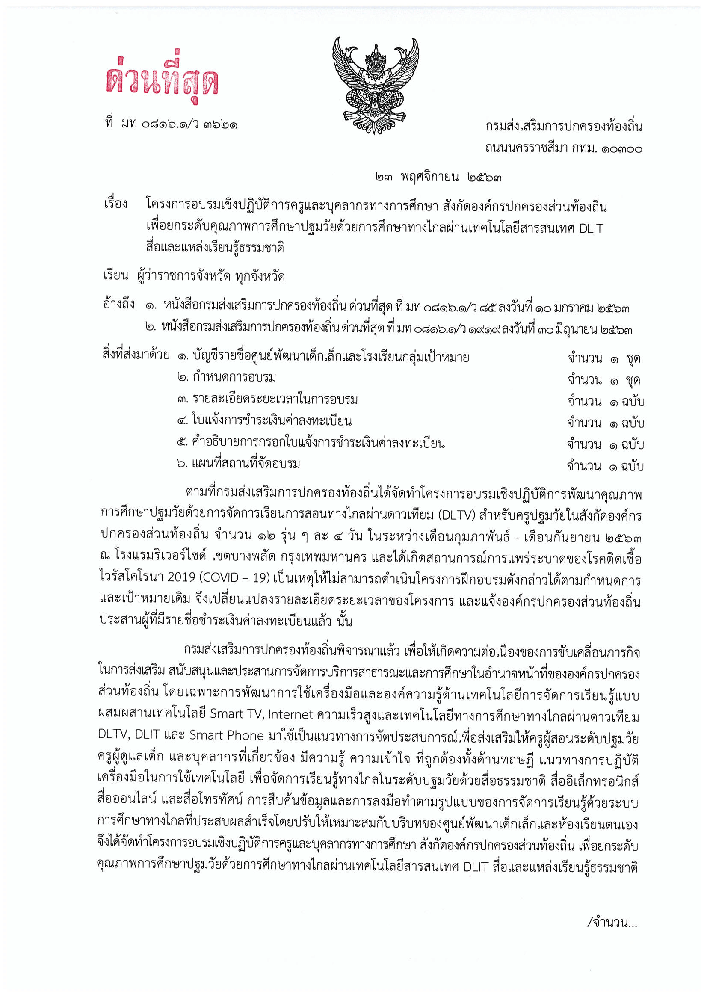 ด่วนที่สุด
ที่ มท ๐๘๑๖.๑/ว ๓๖๒๑
กรมส่งเสริมการปกครองท้องถิ่น
ถนนนครราชสีมา กทม. ๑๐๓๐๐
๒๓ พฤศจิกายน ๒๕๖๓
เรื่อง โครงการอบรมเชิงปฏิบัติการครูและบุคลากรทางการศึกษา สังกัดองค์กรปกครองส่วนท้องถิ่น
เพื่อยกระดับคุณภาพการศึกษาปฐมวัยด้วยการศึกษาทางไกลผ่านเทคโนโลยีสารสนเทศ DLIT
สื่อและแหล่งเรียนรู้ธรรมชาติ
เรียน ผู้ว่าราชการจังหวัด ทุกจังหวัด
อ้างถึง ๑. หนังสือกรมส่งเสริมการปกครองท้องถิ่น ด่วนที่สุด ที่ มท ๐๘๑๖.๑/ว ๘๕ ลงวันที่ ๑๐ มกราคม ๒๕๖๓
๒. หนังสือกรมส่งเสริมการปกครองท้องถิ่น ด่วนที่สุด ที่ มท ๐๘๑๖.๑/ว ๑๙๑๙ ลงวันที่ ๓๐ มิถุนายน ๒๕๖๓
สิ่งที่ส่งมาด้วย ๑. บัญชีรายชื่อศูนย์พัฒนาเด็กเล็กและโรงเรียนกลุ่มเป้าหมาย จำนวน ๑ ชุด
๒. กำหนดการอบรม จำนวน ๑ ชุด
๓. รายละเอียดระยะเวลาในการอบรม จำนวน ๑ ฉบับ
๔. ใบแจ้งการชำระเงินค่าลงทะเบียน จำนวน ๑ ฉบับ
๕. คำอธิบายการกรอกใบแจ้งการชำระเงินค่าลงทะเบียน จำนวน ๑ ฉบับ
๖. แผนที่สถานที่จัดอบรม จำนวน ๑ ฉบับ
ตามที่กรมส่งเสริมการปกครองท้องถิ่นได้จัดทำโครงการอบรมเชิงปฏิบัติการพัฒนาคุณภาพ
การศึกษาปฐมวัยด้วยการจัดการเรียนการสอนทางไกลผ่านดาวเทียม (DLTV) สำหรับครูปฐมวัยในสังกัดองค์กร
ปกครองส่วนท้องถิ่น จำนวน ๑๒ รุ่น ๆ ละ ๔ วัน ในระหว่างเดือนกุมภาพันธ์ - เดือนกันยายน ๒๕๖๓
ณ โรงแรมริเวอร์ไซด์ เขตบางพลัด กรุงเทพมหานคร และได้เกิดสถานการณ์การแพร่ระบาดของโรคติดเชื้อ
ไวรัสโคโรนา 2019 (COVID – 19) เป็นเหตุให้ไม่สามารถดำเนินโครงการฝึกอบรมดังกล่าวได้ตามกำหนดการ
และเป้าหมายเดิม จึงเปลี่ยนแปลงรายละเอียดระยะเวลาของโครงการ และแจ้งองค์กรปกครองส่วนท้องถิ่น
ประสานผู้ที่มีรายชื่อชำระเงินค่าลงทะเบียนแล้ว นั้น
กรมส่งเสริมการปกครองท้องถิ่นพิจารณาแล้ว เพื่อให้เกิดความต่อเนื่องของการขับเคลื่อนภารกิจ
ในการส่งเสริม สนับสนุนและประสานการจัดการบริการสาธารณะและการศึกษาในอำนาจหน้าที่ขององค์กรปกครอง
ส่วนท้องถิ่น โดยเฉพาะการพัฒนาการใช้เครื่องมือและองค์ความรู้ด้านเทคโนโลยีการจัดการเรียนรู้แบบ
ผสมผสานเทคโนโลยี Smart TV, Internet ความเร็วสูงและเทคโนโลยีทางการศึกษาทางไกลผ่านดาวเทียม
DLTV, DLIT และ Smart Phone มาใช้เป็นแนวทางการจัดประสบการณ์เพื่อส่งเสริมให้ครูผู้สอนระดับปฐมวัย
ครูผู้ดูแลเด็ก และบุคลากรที่เกี่ยวข้อง มีความรู้ ความเข้าใจ ที่ถูกต้องทั้งด้านทฤษฎี แนวทางการปฏิบัติ
เครื่องมือในการใช้เทคโนโลยี เพื่อจัดการเรียนรู้ทางไกลในระดับปฐมวัยด้วยสื่อธรรมชาติ สื่ออิเล็กทรอนิกส์
สื่อออนไลน์ และสื่อโทรทัศน์ การสืบค้นข้อมูลและการลงมือทำตามรูปแบบของการจัดการเรียนรู้ด้วยระบบ
การศึกษาทางไกลที่ประสบผลสำเร็จโดยปรับให้เหมาะสมกับบริบทของศูนย์พัฒนาเด็กเล็กและห้องเรียนตนเอง
จึงได้จัดทำโครงการอบรมเชิงปฏิบัติการครูและบุคลากรทางการศึกษา สังกัดองค์กรปกครองส่วนท้องถิ่น เพื่อยกระดับ
คุณภาพการศึกษาปฐมวัยด้วยการศึกษาทางไกลผ่านเทคโนโลยีสารสนเทศ DLIT สื่อและแหล่งเรียนรู้ธรรมชาติ
/จำนวน...